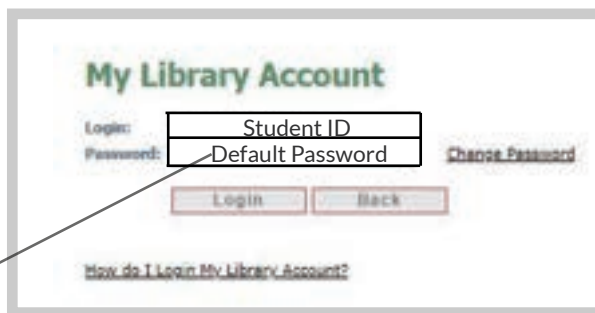 My Library Account
Login: Student ID
Password: Default Password Change Password
Login Back
How do I Login My Library Account?